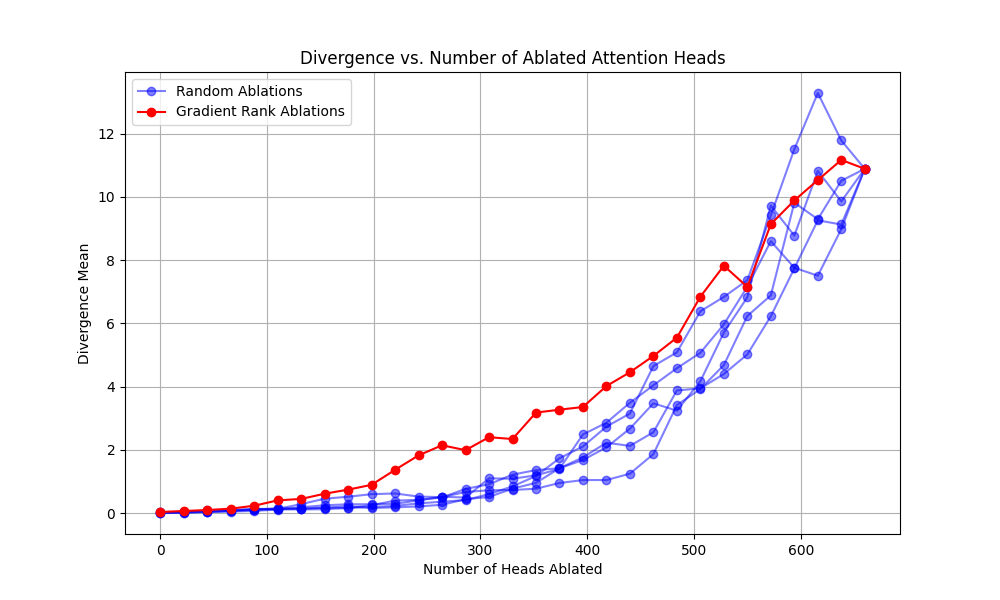 Divergence vs. Number of Ablated Attention Heads
Random Ablations
Gradient Rank Ablations
Divergence Mean
12
10
8
6
4
2
0
0 100 200 300 400 500 600
Number of Heads Ablated